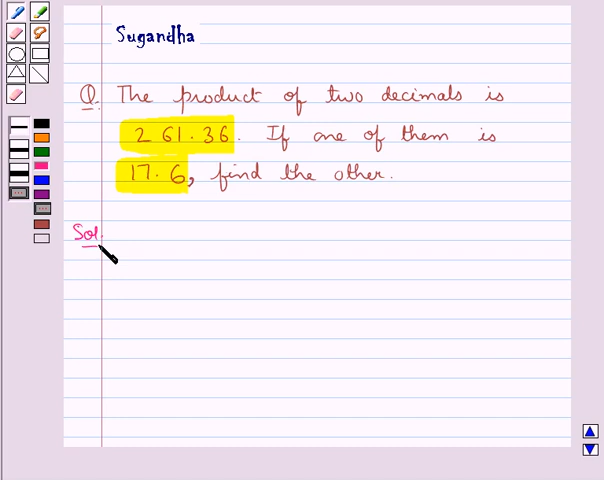 Sugandha
Q. The product of two decimals is
261.36. If one of them is
17.6, find the other.
Sol.